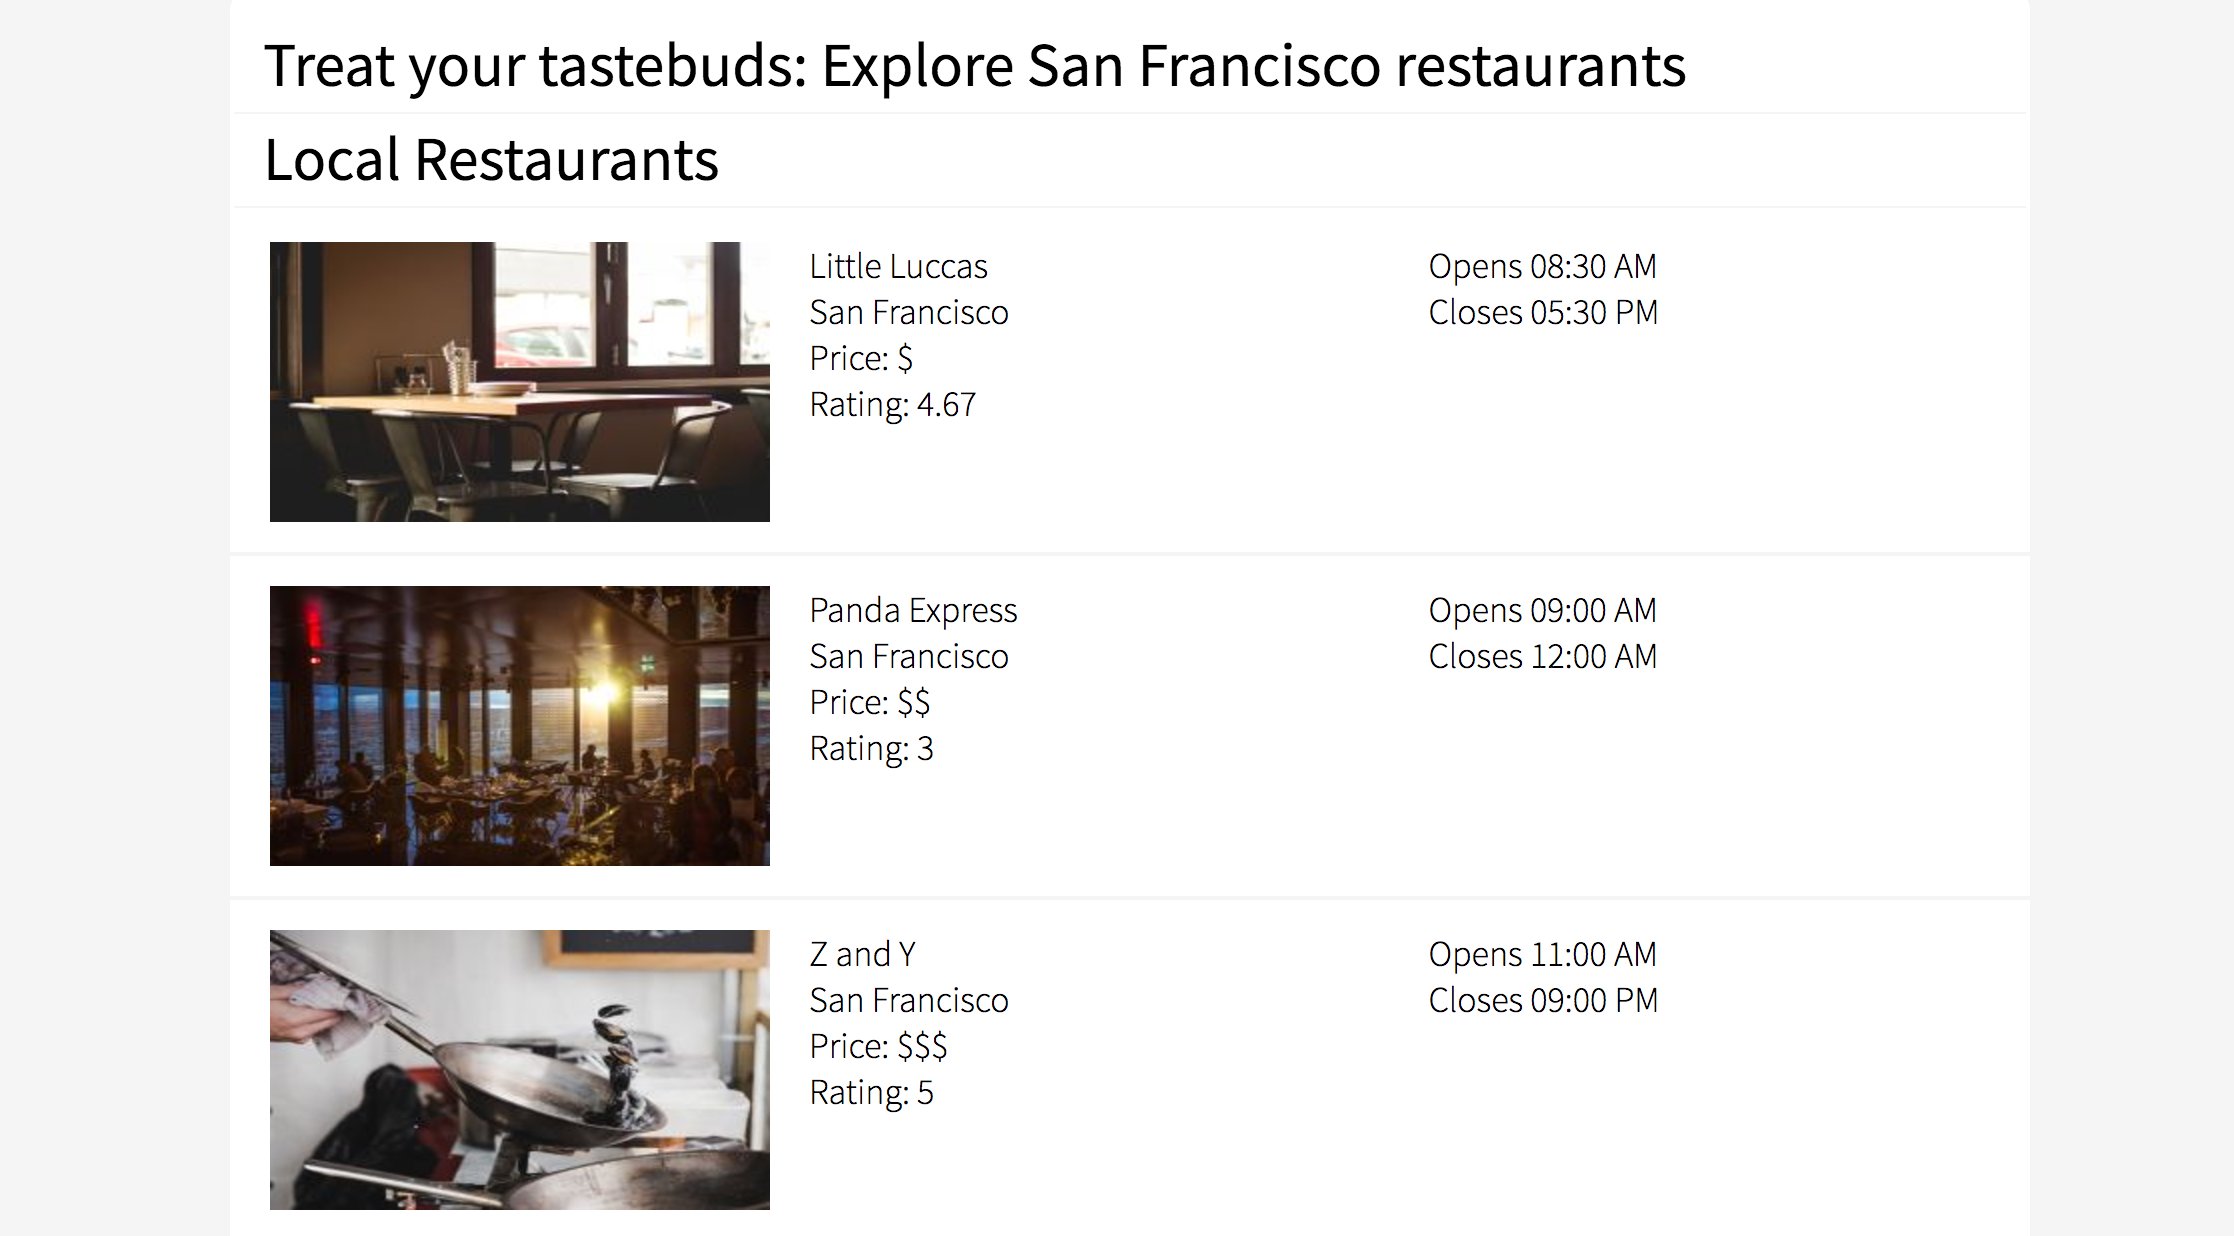 Treat your tastebuds: Explore San Francisco restaurants
Local Restaurants
Little Luccas
San Francisco
Price: $
Rating: 4.67
Opens 08:30 AM
Closes 05:30 PM
Panda Express
San Francisco
Price: $$
Rating: 3
Opens 09:00 AM
Closes 12:00 AM
Z and Y
San Francisco
Price: $$$
Rating: 5
Opens 11:00 AM
Closes 09:00 PM